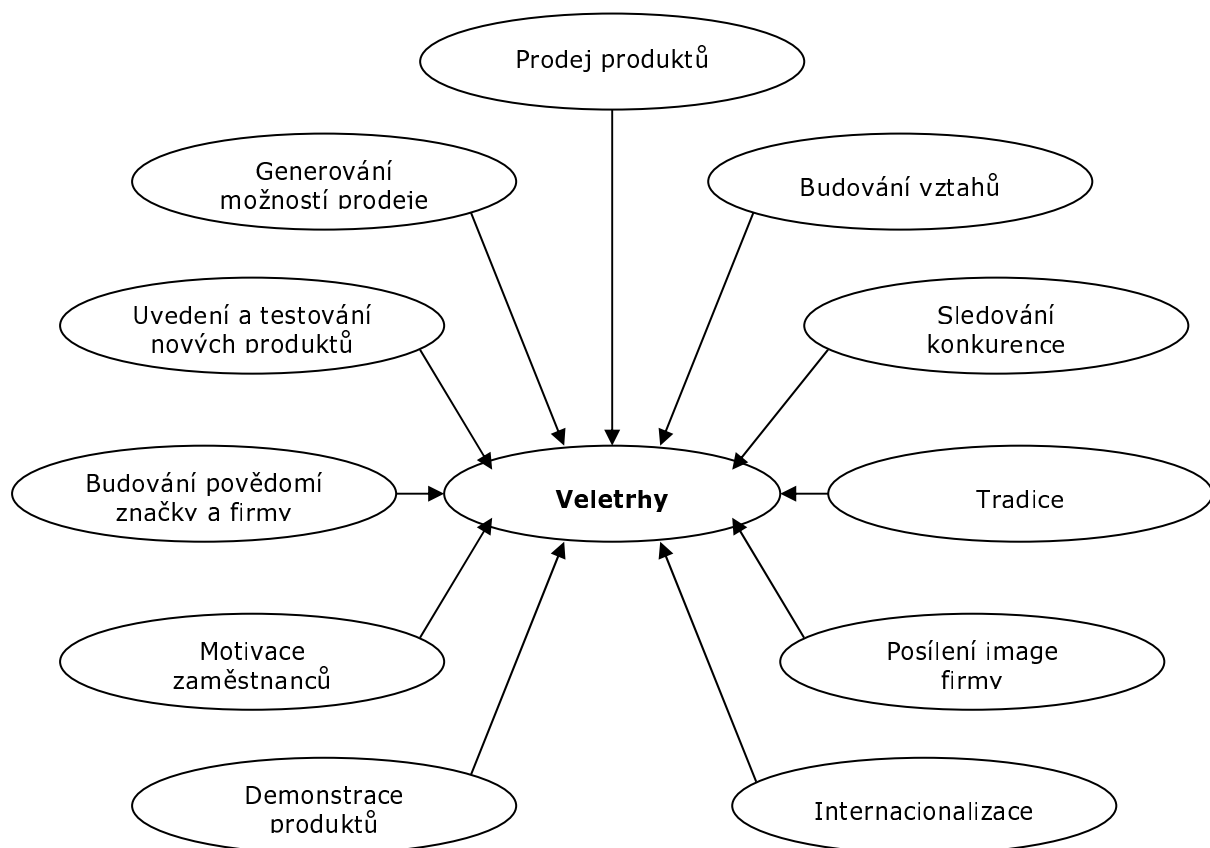 Prodej produktů
Generování
možností prodeje
Budování vztahů
Uvedení a testování
nových produktů
Sledování
konkurence
Budování povědomí
značky a firmy
Veletrhy
Tradice
Motivace
zaměstnanců
Posílení image
firmy
Demonstrace
produktů
Internacionalizace